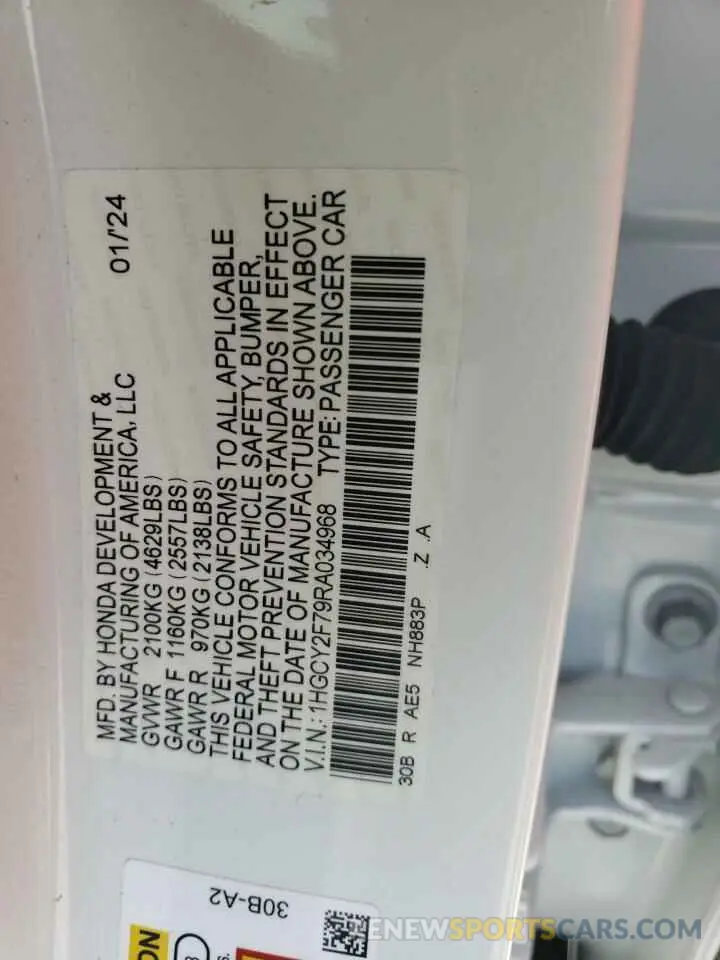 MFD. BY HONDA DEVELOPMENT &
MANUFACTURING OF AMERICA, LLC 01/'24
GVWR 2100KG (4629LBS)
GAWR F 1160KG (2557LBS)
GAWR R 970KG (2138LBS)
THIS VEHICLE CONFORMS TO ALL APPLICABLE
FEDERAL MOTOR VEHICLE SAFETY, BUMPER,
AND THEFT PREVENTION STANDARDS IN EFFECT
ON THE DATE OF MANUFACTURE SHOWN ABOVE.
V.I.N.: 1HGCY2F79RA034968 TYPE: PASSENGER CAR
30B R AE5 NH883P .Z .A
30B-A2
RENEWSPORTSCARS.COM